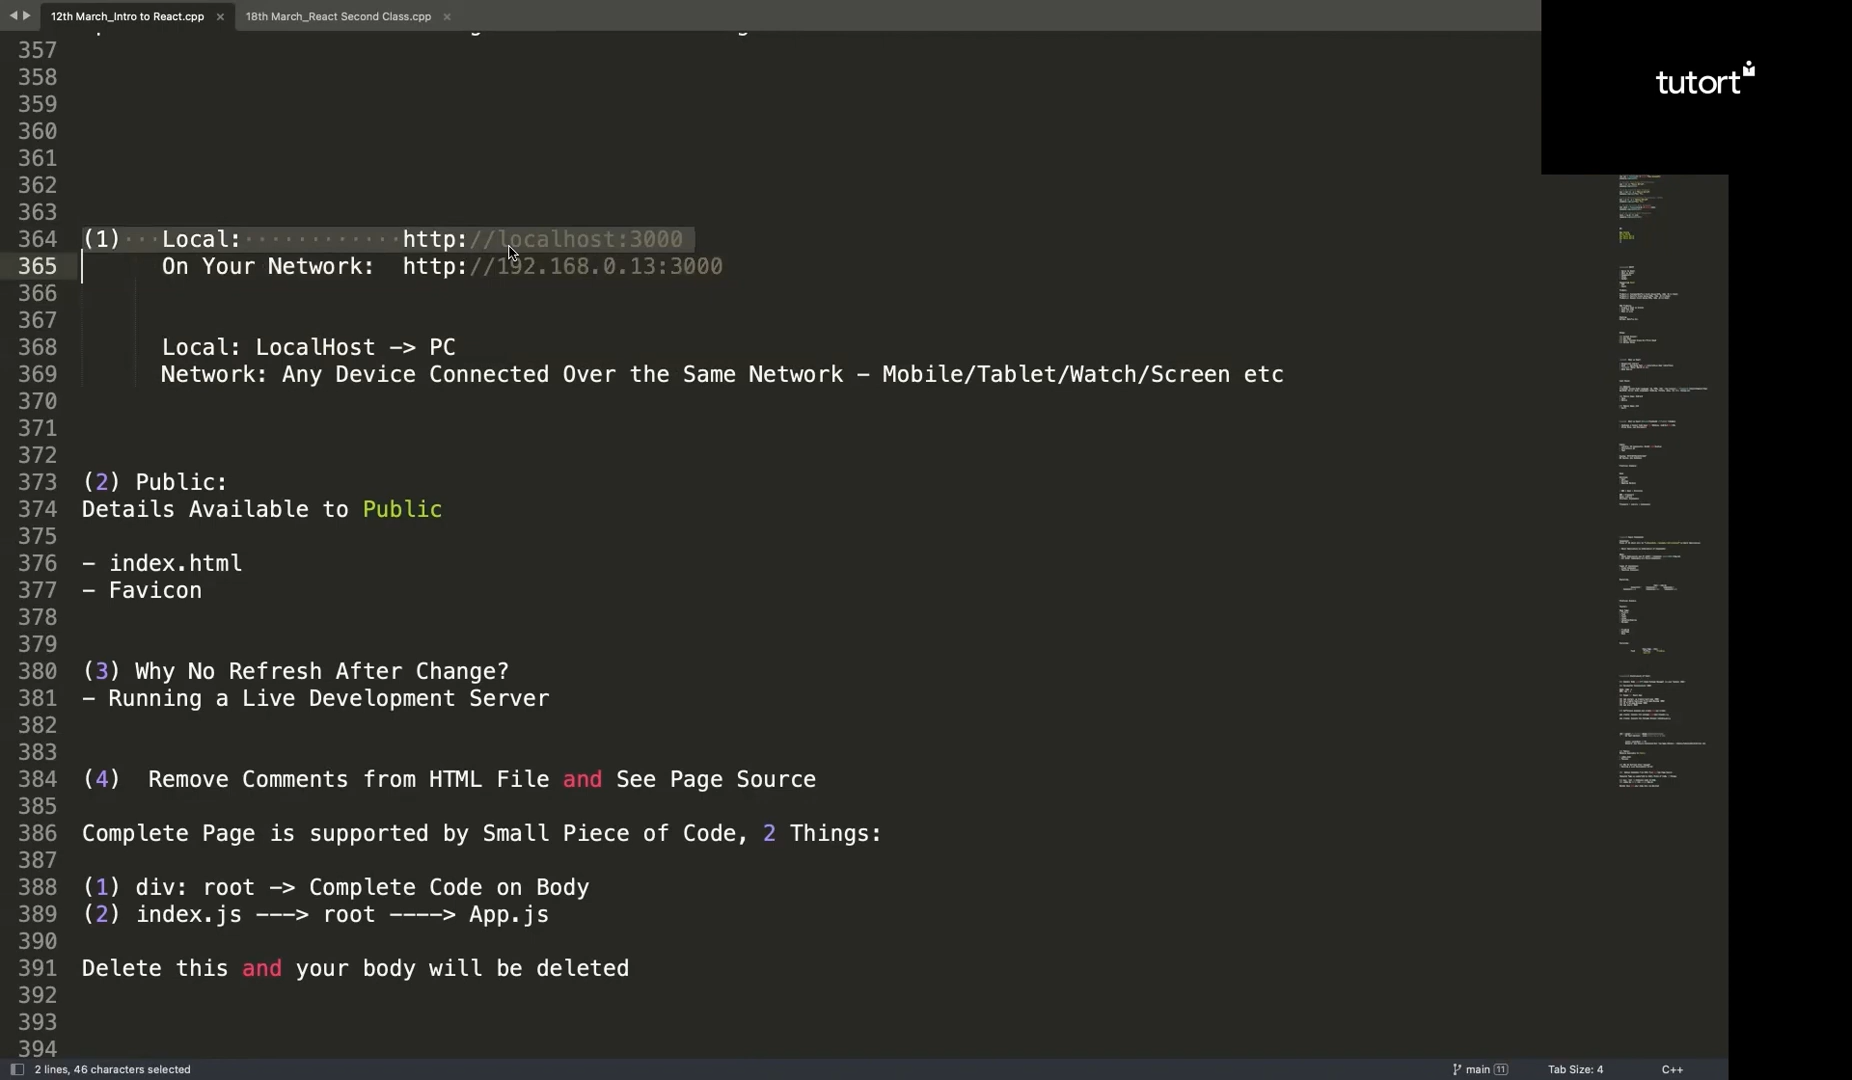 12th March_Intro to React.cpp
18th March_React Second Class.cpp
tutort
357
358
359
360
361
362
363
364 (1) Local: http://localhost:3000
365 On Your Network: http://192.168.0.13:3000
366
367
368 Local: LocalHost -> PC
369 Network: Any Device Connected Over the Same Network - Mobile/Tablet/Watch/Screen etc
370
371
372
373 (2) Public:
374 Details Available to Public
375
376 - index.html
377 - Favicon
378
379
380 (3) Why No Refresh After Change?
381 - Running a Live Development Server
382
383
384 (4) Remove Comments from HTML File and See Page Source
385
386 Complete Page is supported by Small Piece of Code, 2 Things:
387
388 (1) div: root -> Complete Code on Body
389 (2) index.js ---> root ----> App.js
390
391 Delete this and your body will be deleted
392
393
394
2 lines, 46 characters selected
main 11
Tab Size: 4
C++